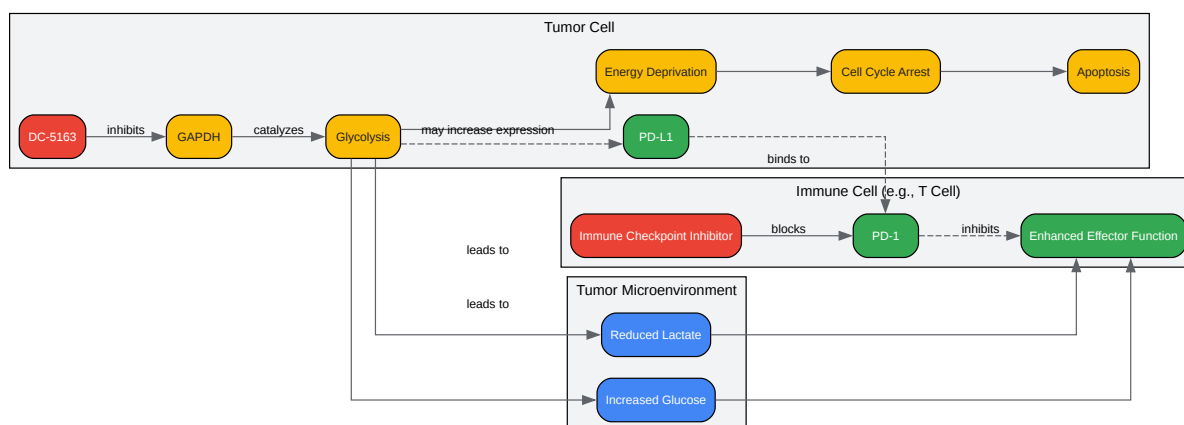 Tumor Cell
Energy Deprivation
Cell Cycle Arrest
Apoptosis
DC-5163
inhibits
GAPDH
catalyzes
Glycolysis
may increase expression
PD-L1
binds to
Immune Cell (e.g., T Cell)
Immune Checkpoint Inhibitor
blocks
PD-1
inhibits
Enhanced Effector Function
leads to
Tumor Microenvironment
leads to
Reduced Lactate
Increased Glucose